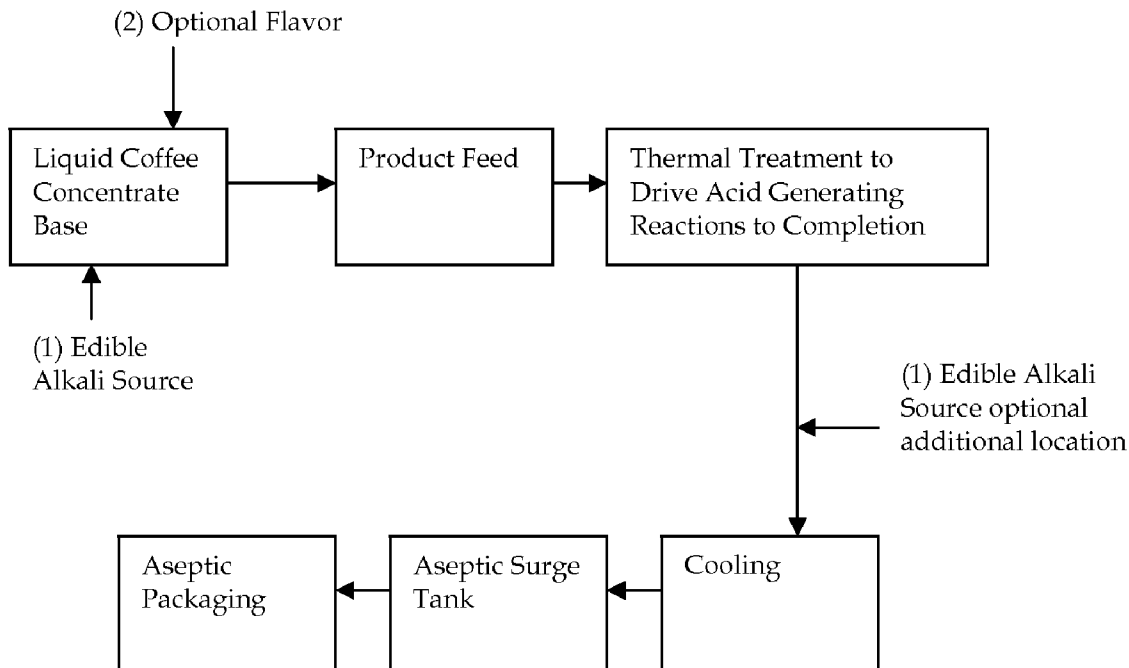 (2) Optional Flavor
Liquid Coffee
Concentrate
Base
Product Feed
Thermal Treatment to
Drive Acid Generating
Reactions to Completion
(1) Edible
Alkali Source
(1) Edible Alkali
Source optional
additional location
Aseptic
Packaging
Aseptic Surge
Tank
Cooling